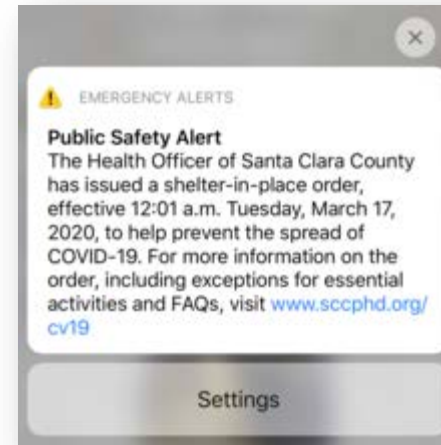 EMERGENCY ALERTS
Public Safety Alert
The Health Officer of Santa Clara County
has issued a shelter-in-place order,
effective 12:01 a.m. Tuesday, March 17,
2020, to help prevent the spread of
COVID-19. For more information on the
order, including exceptions for essential
activities and FAQs, visit www.sccphd.org/
cv19
Settings